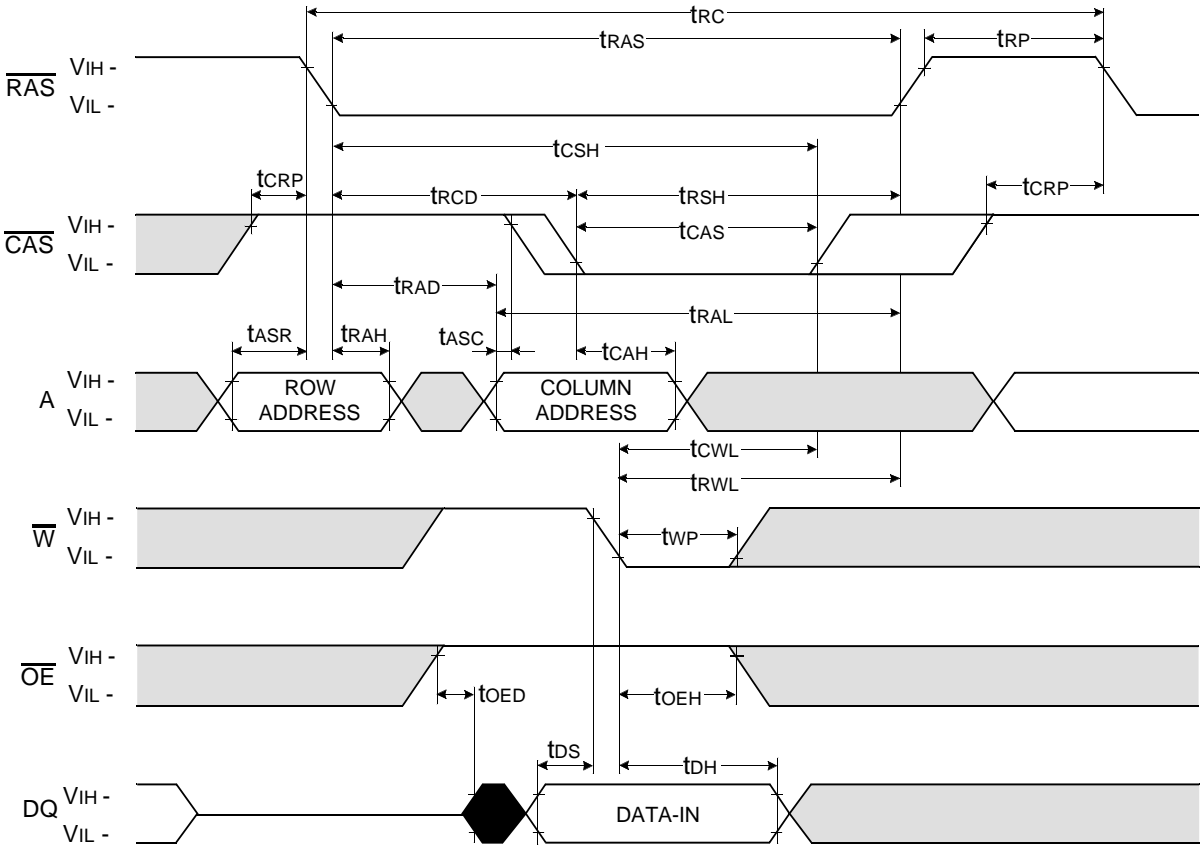 tRC
tRAS
tRP
RAS
VIH -
VIL -
tCSH
tCRP
tRCD
tRSH
tCRP
CAS
VIH -
VIL -
tCAS
tRAD
tRAL
tASR
tRAH
tASC
tCAH
A
VIH -
VIL -
ROW
ADDRESS
COLUMN
ADDRESS
tCWL
tRWL
W
VIH -
VIL -
tWP
OE
VIH -
VIL -
tOED
tOEH
tDS
tDH
DQ
VIH -
VIL -
DATA-IN